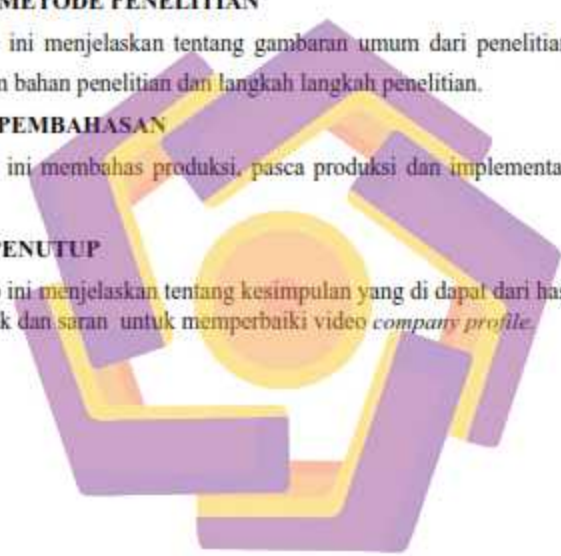 METODE PENELITIAN
ini menjelaskan tentang gambaran umum dari penelitian
bahan penelitian dan langkah langkah penelitian.
PEMBAHASAN
ini membahas produksi, pasca produksi dan implementa
PENUTUP
ini menjelaskan tentang kesimpulan yang di dapat dari has
k dan saran untuk memperbaiki video company profile.